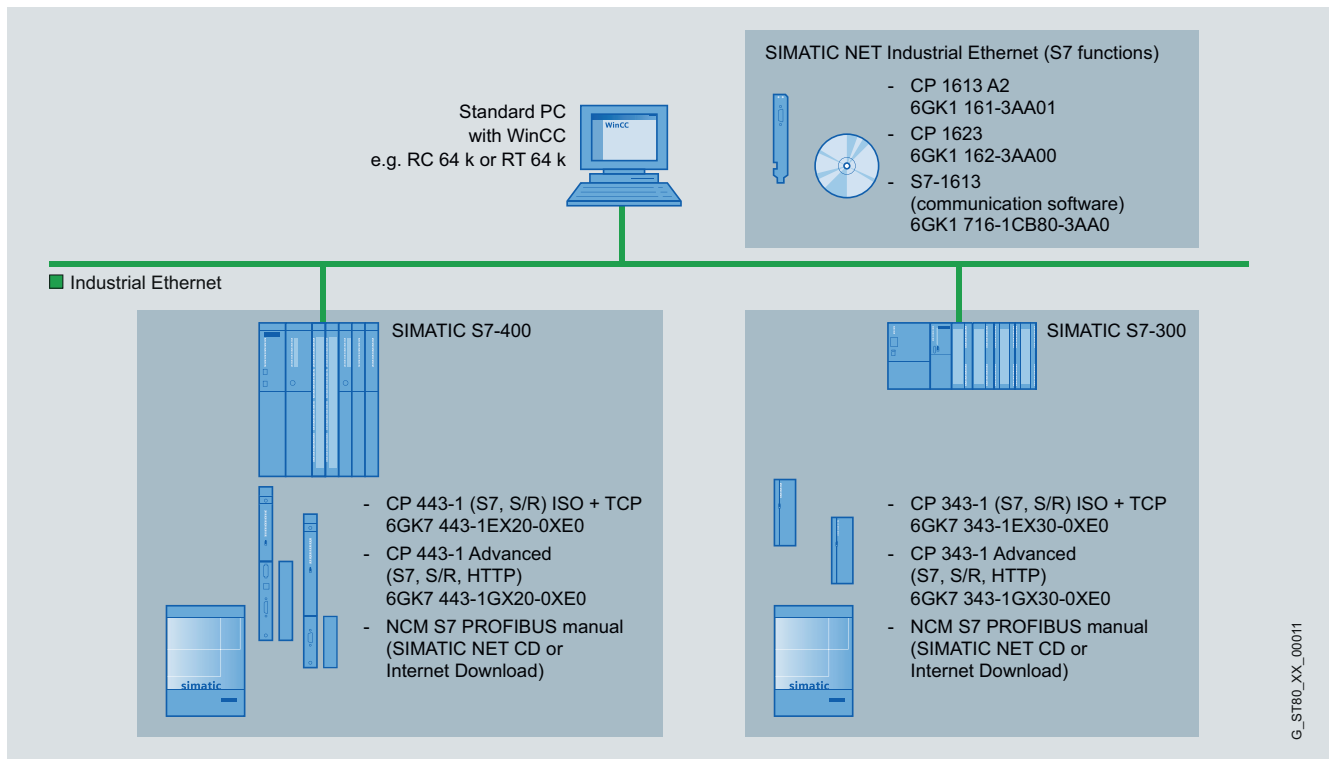 SIMATIC NET Industrial Ethernet (S7 functions)
- CP 1613 A2
6GK1 161-3AA01
- CP 1623
6GK1 162-3AA00
- S7-1613
(communication software)
6GK1 716-1CB80-3AA0
Standard PC
with WinCC
e.g. RC 64 k or RT 64 k
WinCC
Industrial Ethernet
SIMATIC S7-400
- CP 443-1 (S7, S/R) ISO + TCP
6GK7 443-1EX20-0XE0
- CP 443-1 Advanced
(S7, S/R, HTTP)
6GK7 443-1GX20-0XE0
- NCM S7 PROFIBUS manual
(SIMATIC NET CD or
Internet Download)
simatic
SIMATIC S7-300
- CP 343-1 (S7, S/R) ISO + TCP
6GK7 343-1EX30-0XE0
- CP 343-1 Advanced
(S7, S/R, HTTP)
6GK7 343-1GX30-0XE0
- NCM S7 PROFIBUS manual
(SIMATIC NET CD or
Internet Download)
simatic
G_ST80_XX_00011